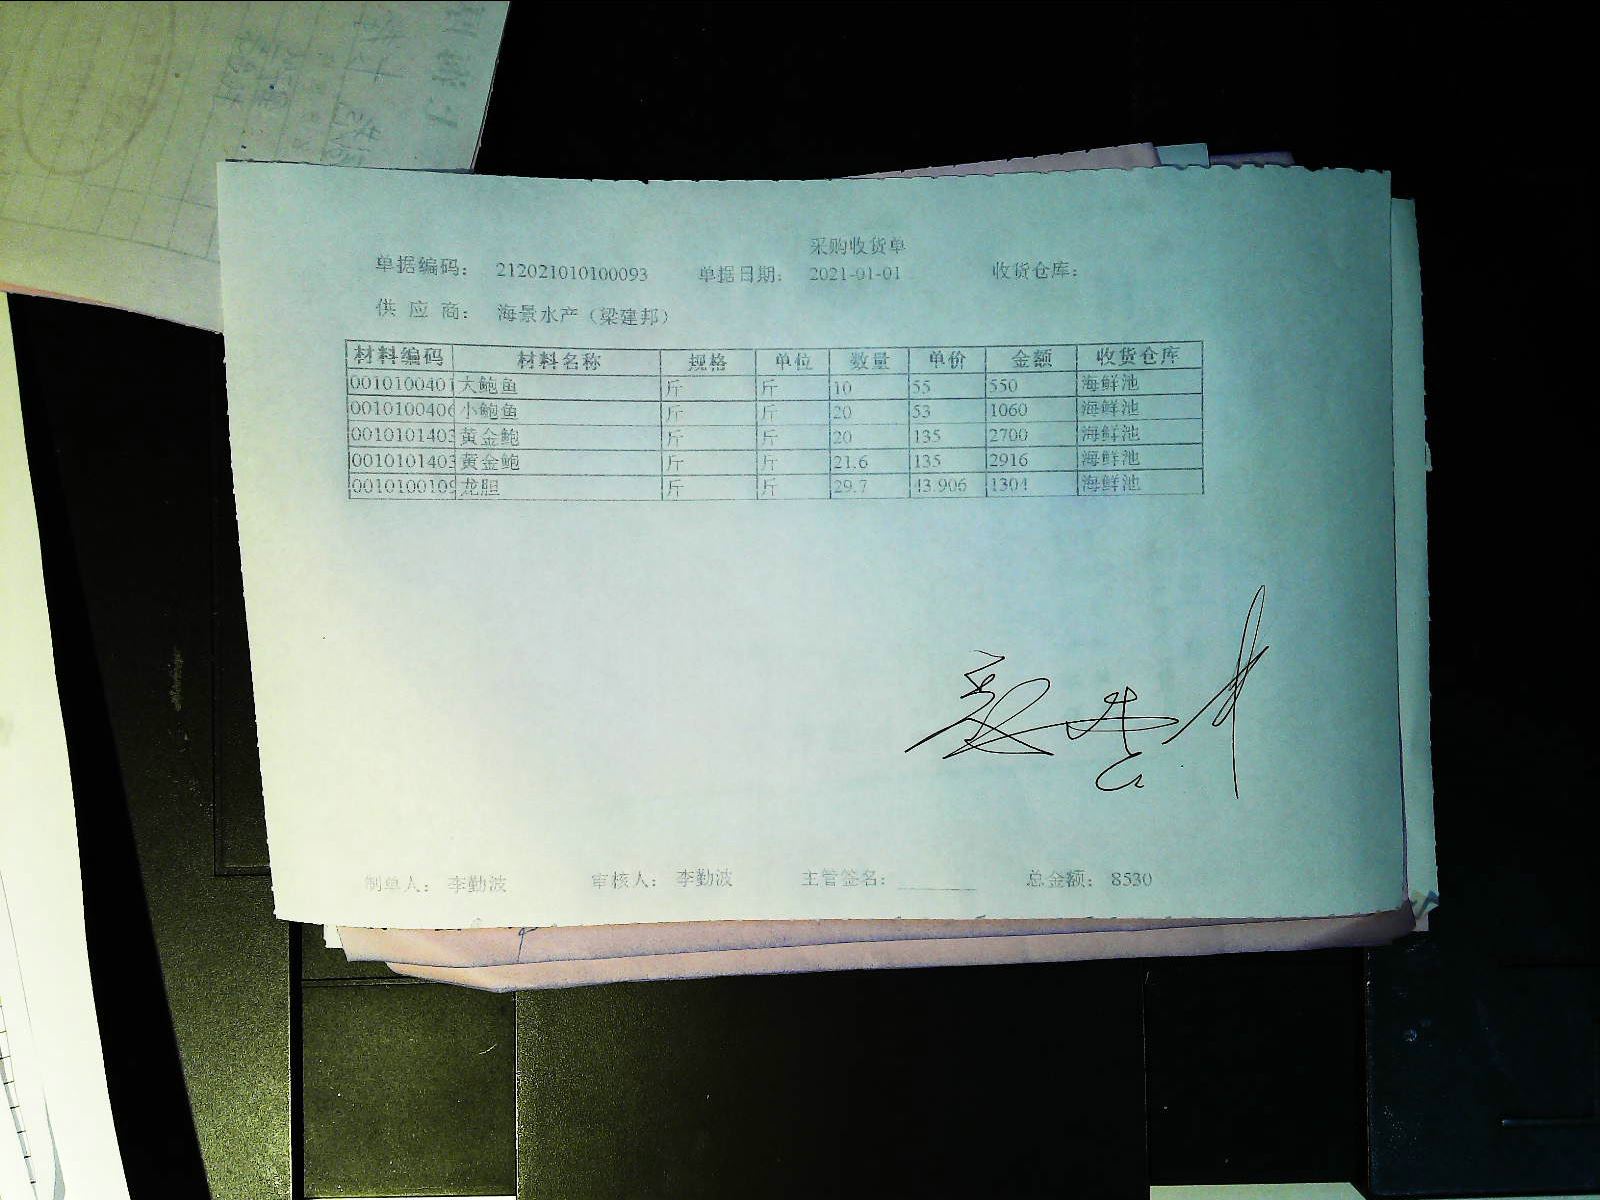 采购收货单
单据编码： 212021010100093 单据日期： 2021-01-01 收货仓库：
供 应 商： 海景水产（梁建邦）
材料编码 材料名称 规格 单位 数量 单价 金额 收货仓库
0010100401 大鲍鱼 斤 斤 10 55 550 海鲜池
0010100406 小鲍鱼 斤 斤 20 53 1060 海鲜池
0010101403 黄金鲍 斤 斤 20 135 2700 海鲜池
0010101403 黄金鲍 斤 斤 21.6 135 2916 海鲜池
0010100109 龙胆 斤 斤 29.7 43.906 1304 海鲜池
制单人： 李勤波 审核人： 李勤波 主管签名： 总金额： 8530